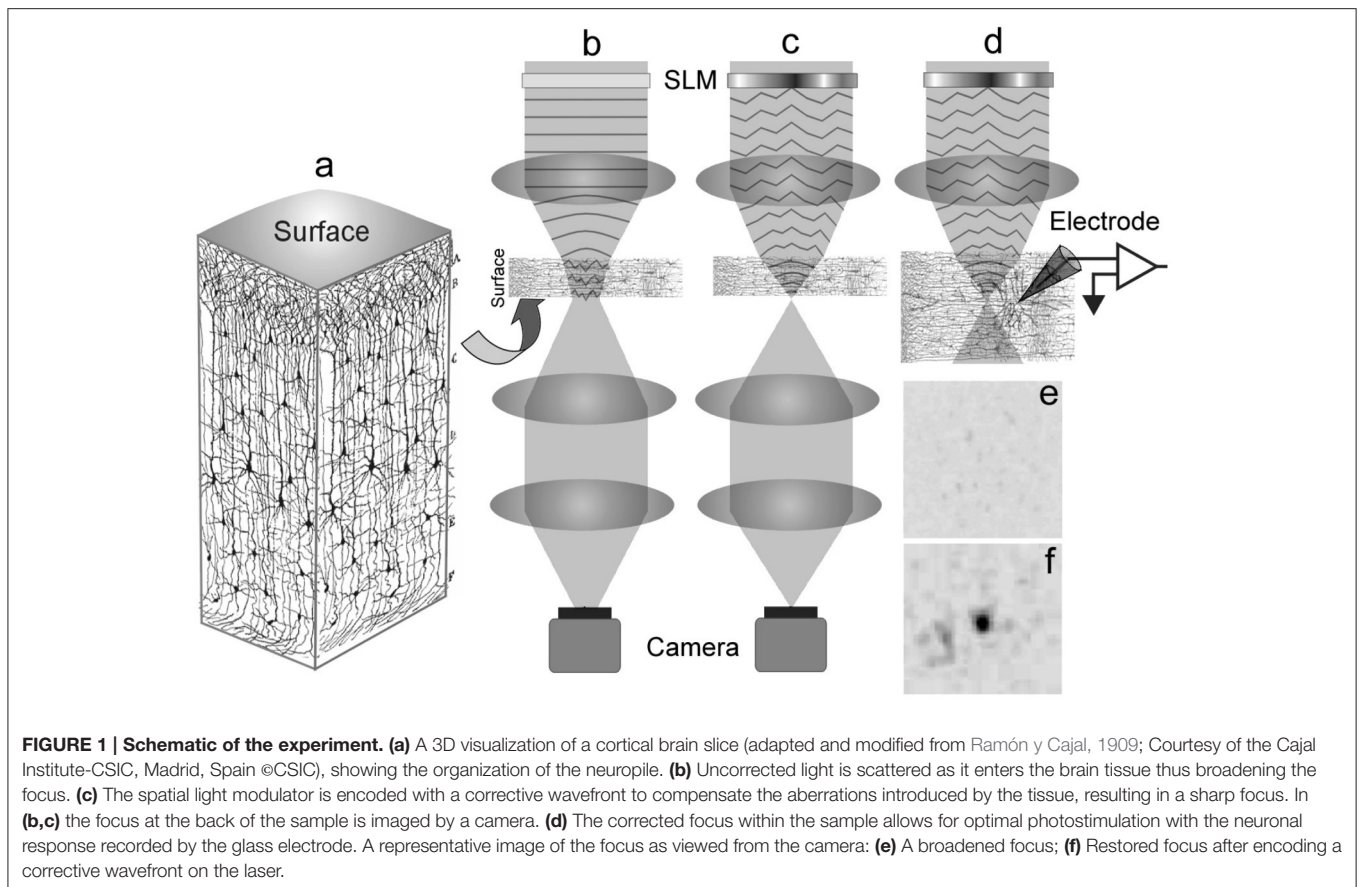 b
c
d
SLM
a
Electrode
Surface
Surface
e
f
Camera
FIGURE 1 | Schematic of the experiment. (a) A 3D visualization of a cortical brain slice (adapted and modified from Ramón y Cajal, 1909; Courtesy of the Cajal
Institute-CSIC, Madrid, Spain ©CSIC), showing the organization of the neuropile. (b) Uncorrected light is scattered as it enters the brain tissue thus broadening the
focus. (c) The spatial light modulator is encoded with a corrective wavefront to compensate the aberrations introduced by the tissue, resulting in a sharp focus. In
(b,c) the focus at the back of the sample is imaged by a camera. (d) The corrected focus within the sample allows for optimal photostimulation with the neuronal
response recorded by the glass electrode. A representative image of the focus as viewed from the camera: (e) A broadened focus; (f) Restored focus after encoding a
corrective wavefront on the laser.